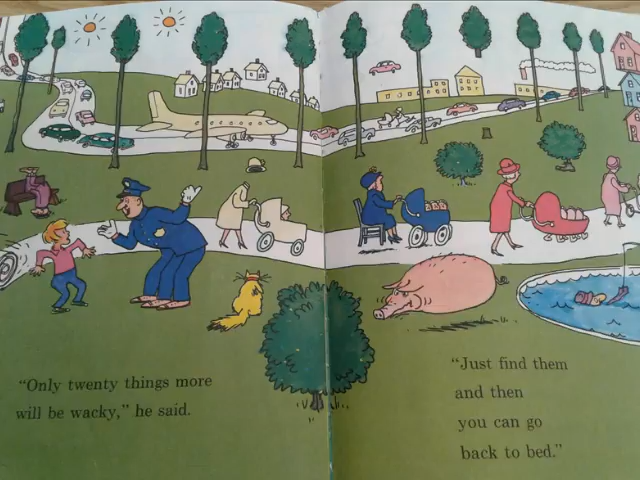 “Only twenty things more
will be wacky,” he said.
“Just find them
and then
you can go
back to bed.”